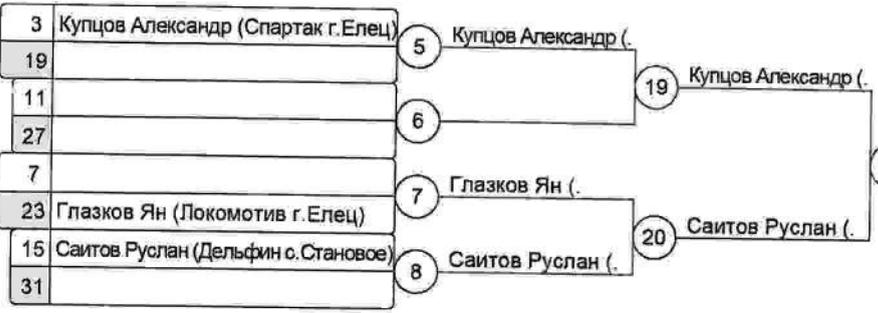 3 Купцов Александр (Спартак г.Елец)
19
5 Купцов Александр (.
11
27
6
19 Купцов Александр (.
7
23 Глазков Ян (Локомотив г.Елец)
7 Глазков Ян (.
15 Саитов Руслан (Дельфин с.Становое)
31
8 Саитов Руслан (.
20 Саитов Руслан (.